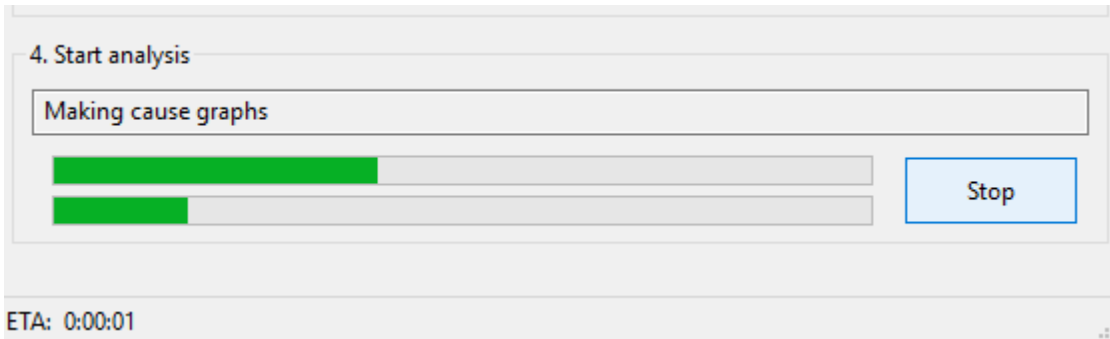 4. Start analysis
Making cause graphs
Stop
ETA: 0:00:01